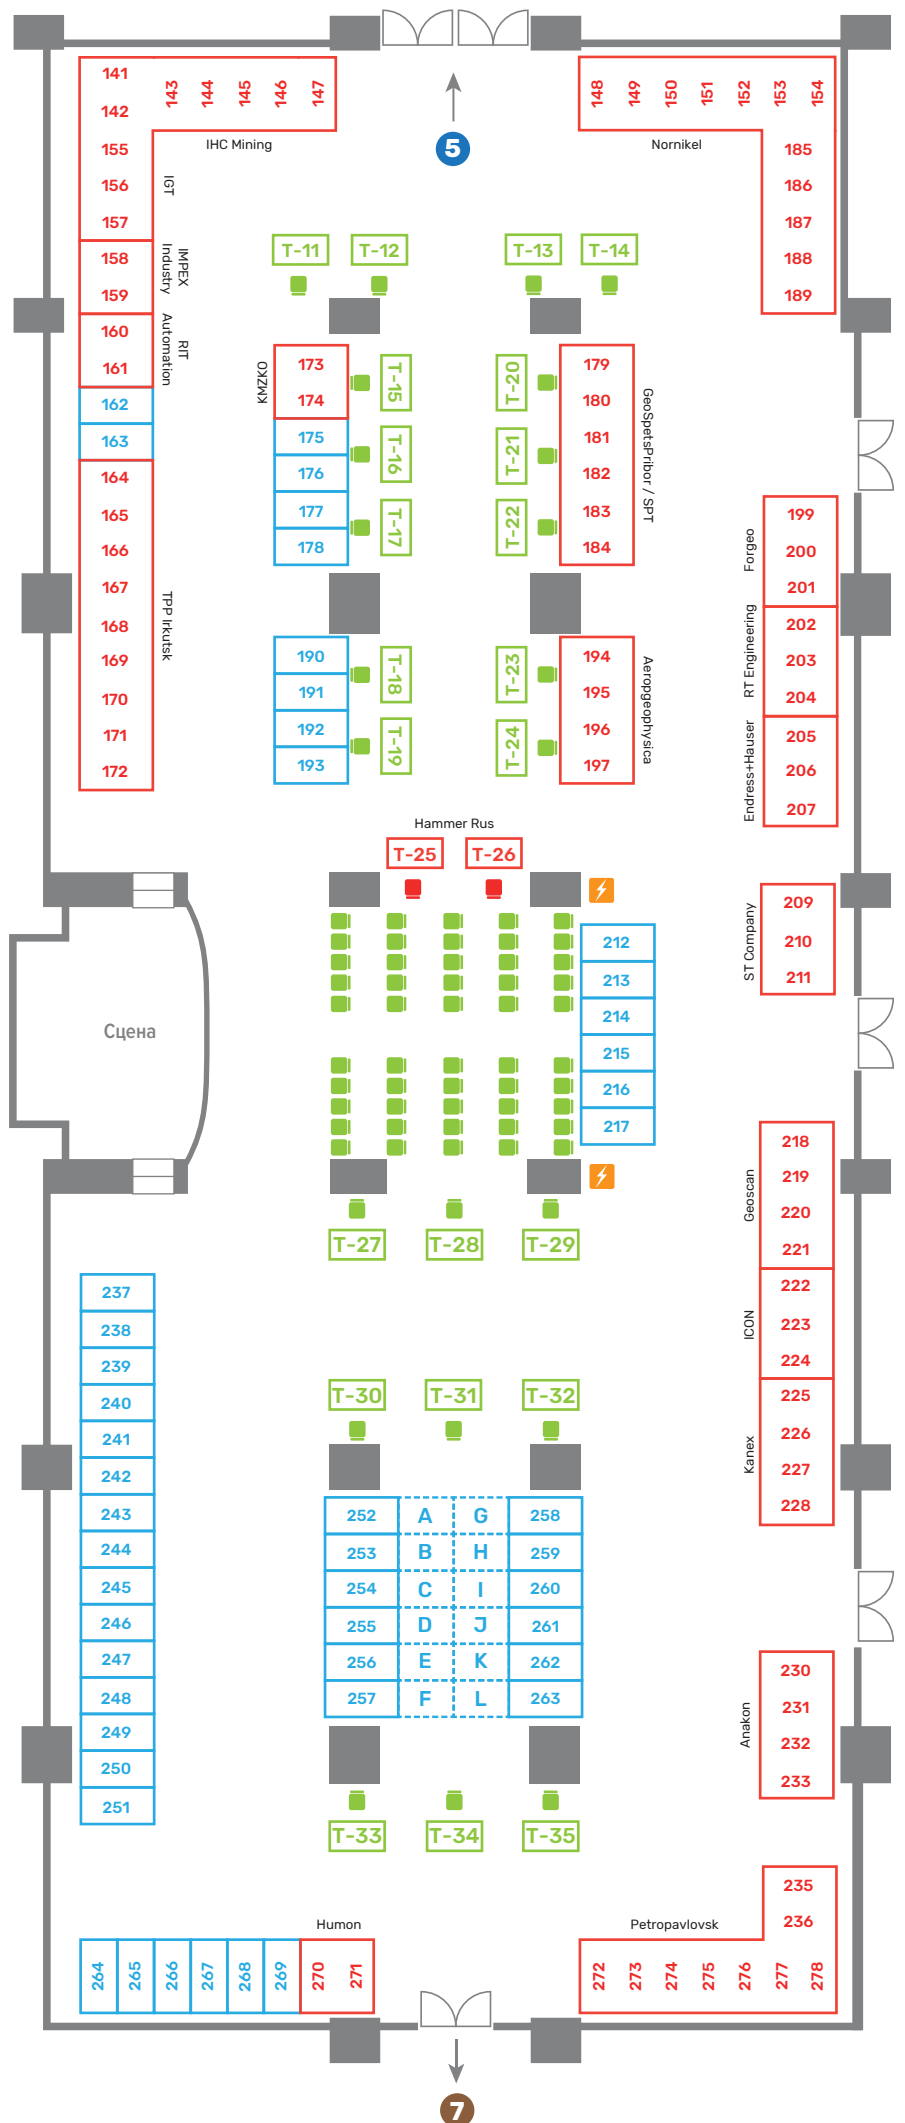 141
142
143
144
145
146
147
148
149
150
151
152
153
154
IHC Mining
5
Nornikel
155
156
157
IGT
185
186
187
188
189
158
159
IMPEX
Industry
T-11
T-12
T-13
T-14
160
161
RIT
Automation
162
163
164
165
166
167
168
169
170
171
172
TPP Irkutsk
KMZKO
173
174
175
176
177
178
T-15
T-16
T-17
T-20
T-21
T-22
179
180
181
182
183
184
GeoSpetsPribor / SPT
199
200
201
Forgeo
202
203
204
RT Engineering
205
206
207
Endress+Hauser
190
191
192
193
T-18
T-19
T-23
T-24
194
195
196
197
Aeropgeophysica
Hammer Rus
T-25
T-26
209
210
211
ST Company
212
213
214
215
216
217
Сцена
218
219
220
221
Geoscan
T-27
T-28
T-29
222
223
224
ICON
225
226
227
228
Kanex
237
238
239
240
241
242
243
244
245
246
247
248
249
250
251
T-30
T-31
T-32
252 A G 258
253 B H 259
254 C I 260
255 D J 261
256 E K 262
257 F L 263
230
231
232
233
Anakon
T-33
T-34
T-35
235
236
Humon
Petropavlovsk
264
265
266
267
268
269
270
271
272
273
274
275
276
277
278
7